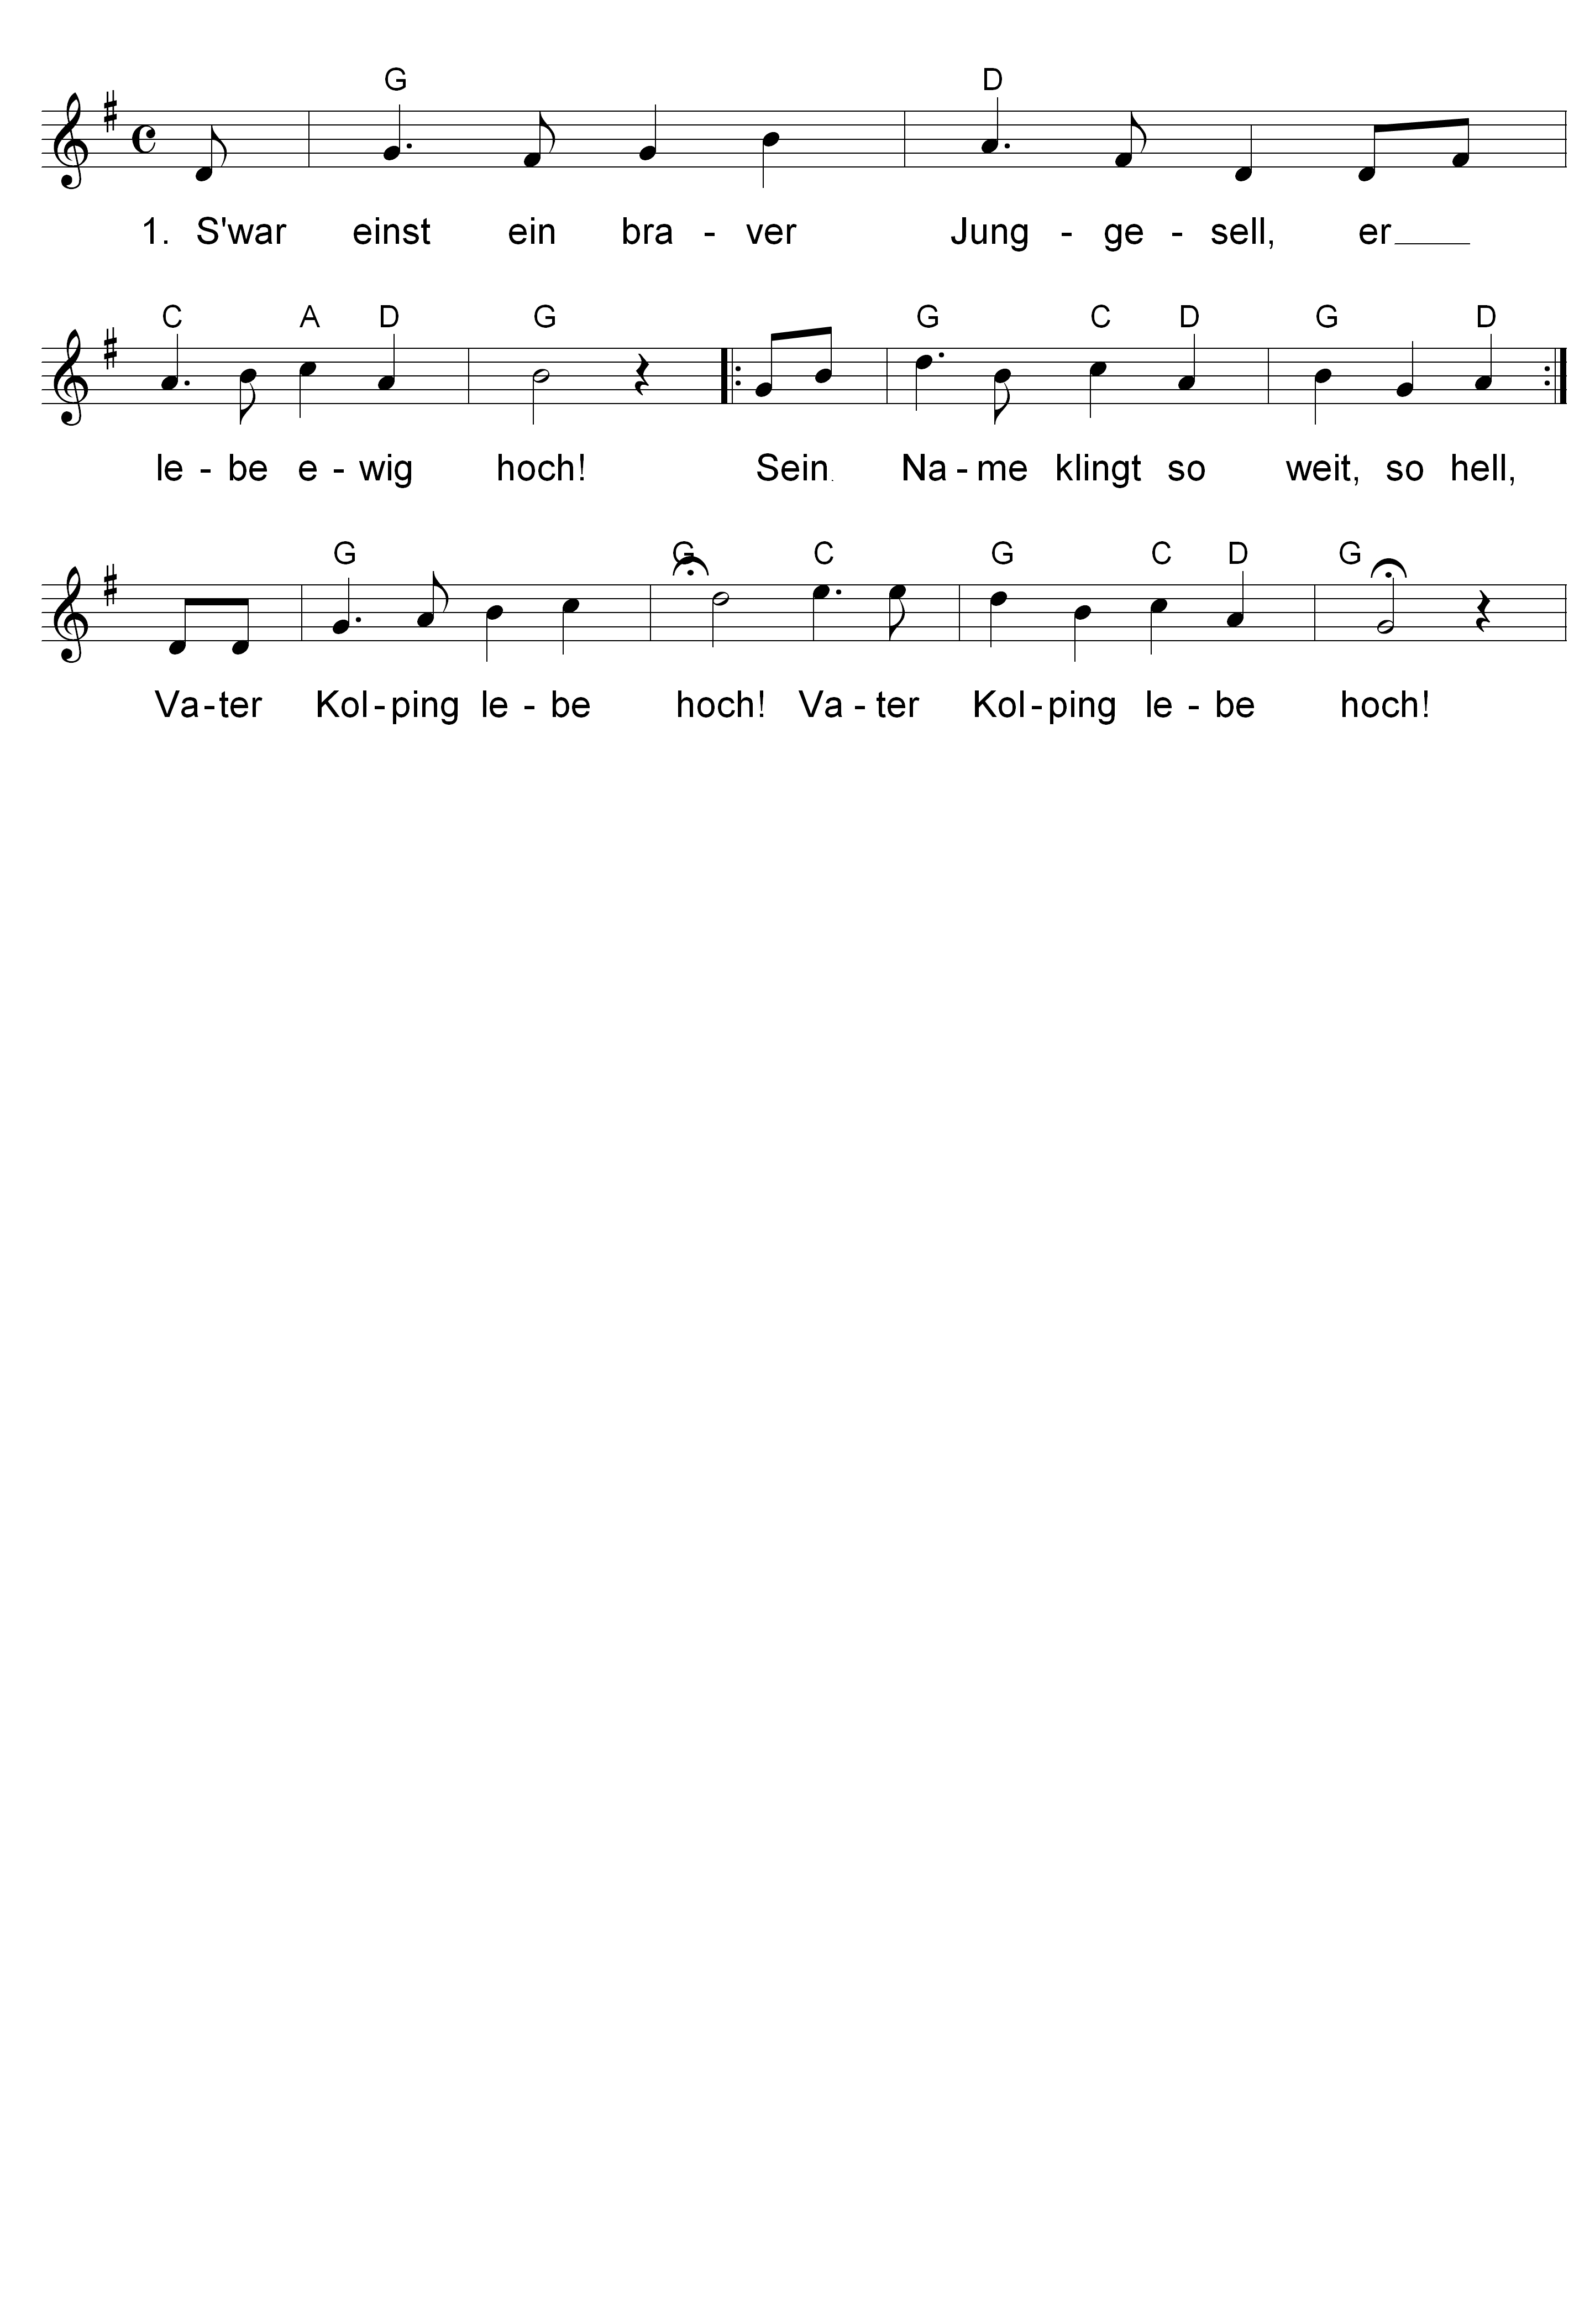 G D
1. S'war einst ein bra - ver Jung - ge - sell, er
C A D G G C D G D
le - be e - wig hoch! Sein Na - me klingt so weit, so hell,
G G C G C D G
Va - ter Kol - ping le - be hoch! Va - ter Kol - ping le - be hoch!